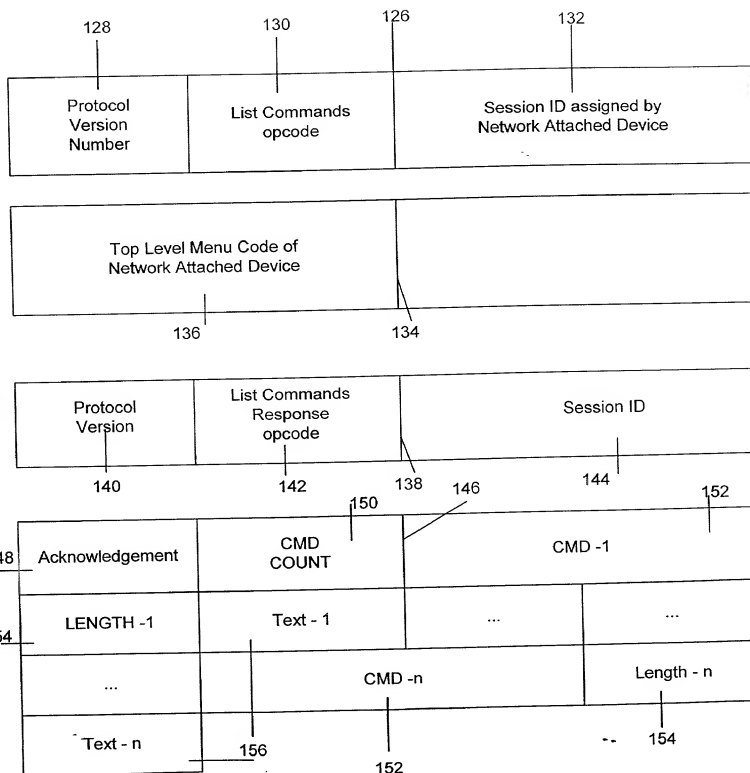 128 130 126 132
Protocol
Version
Number
List Commands
opcode
Session ID assigned by
Network Attached Device
Top Level Menu Code of
Network Attached Device
136 134
Protocol
Version
List Commands
Response
opcode
Session ID
140 142 138 146 144
150 152
48
Acknowledgement
CMD
COUNT
CMD -1
54
LENGTH -1
Text - 1
...
...
...
CMD -n
Length - n
Text - n
156 152 154